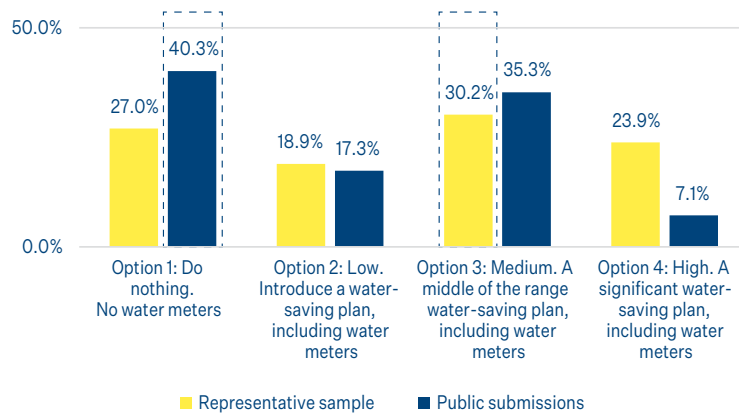 50.0%
40.3%
35.3%
27.0%
30.2%
23.9%
18.9%
17.3%
7.1%
0.0%
Option 1: Do
nothing.
No water meters
Option 2: Low.
Introduce a water-
saving plan,
including water
meters
Option 3: Medium. A
middle of the range
water-saving plan,
including water
meters
Option 4: High. A
significant water-
saving plan,
including water
meters
Representative sample
Public submissions